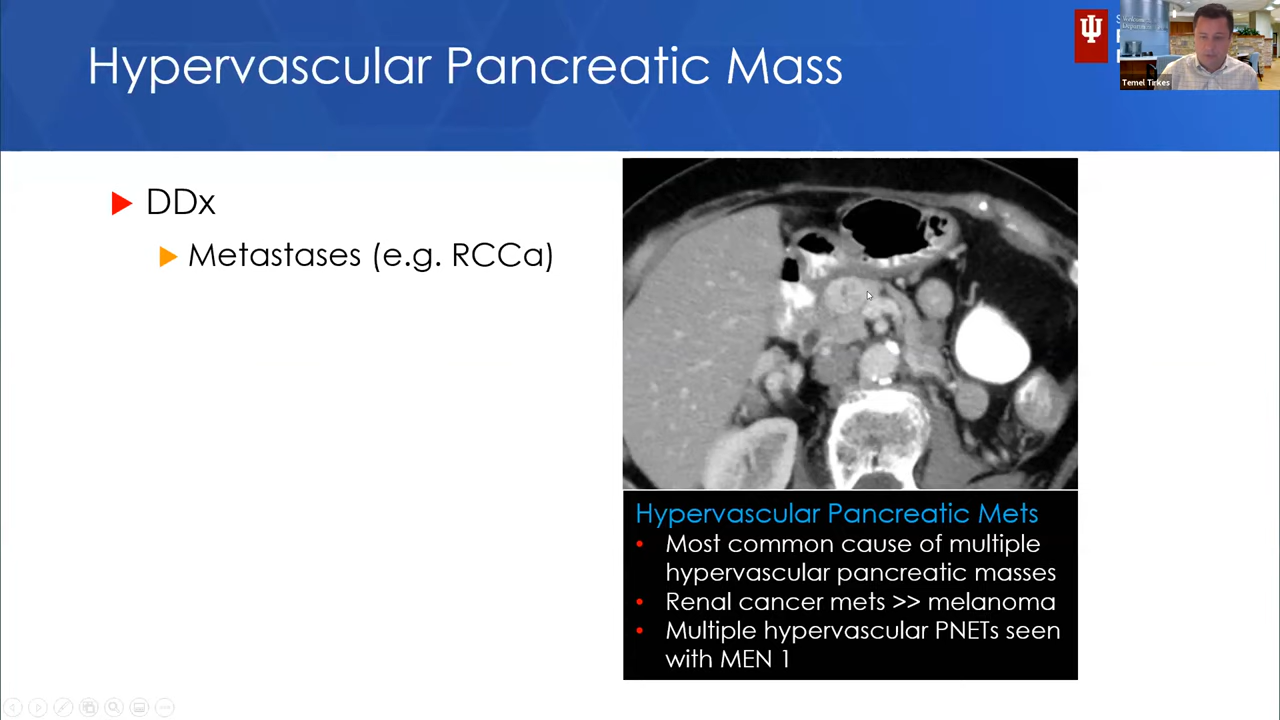 Hypervascular Pancreatic Mass
Temel Tirkes
DDx
Metastases (e.g. RCCa)
Hypervascular Pancreatic Mets
• Most common cause of multiple
hypervascular pancreatic masses
• Renal cancer mets >> melanoma
• Multiple hypervascular PNETs seen
with MEN 1